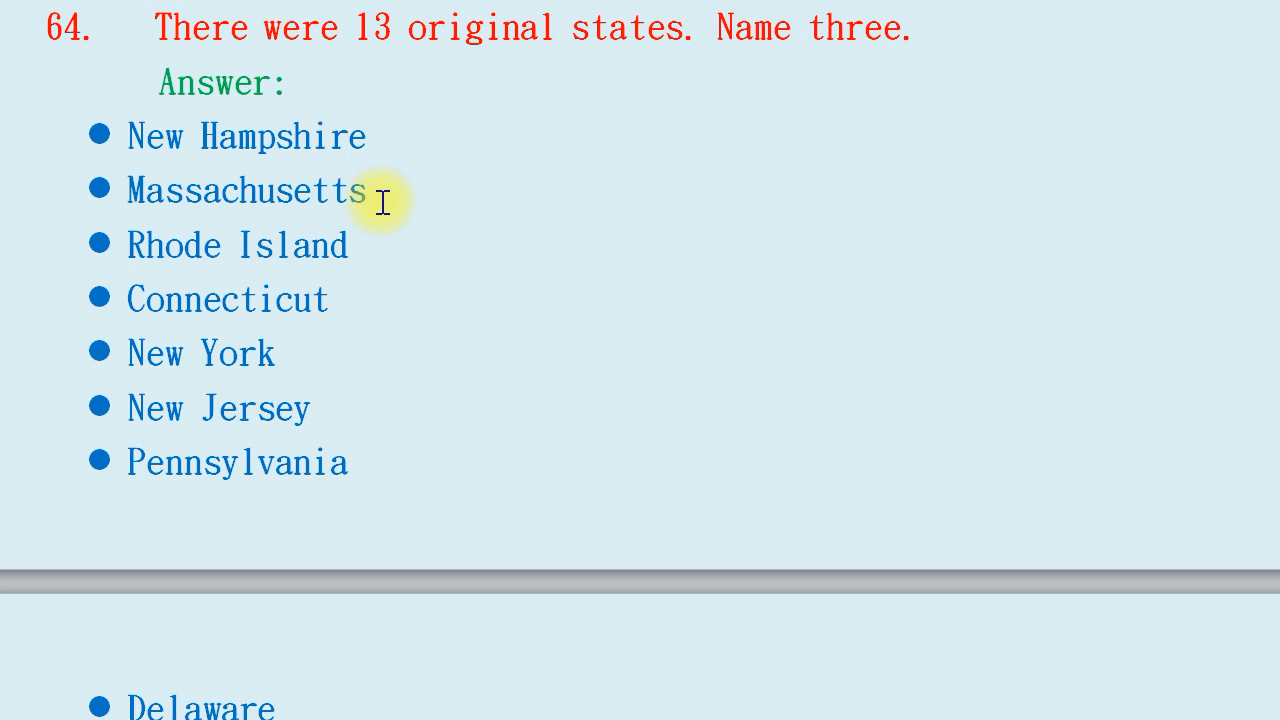 64. There were 13 original states. Name three.
Answer:
● New Hampshire
● Massachusetts
● Rhode Island
● Connecticut
● New York
● New Jersey
● Pennsylvania
● Delaware